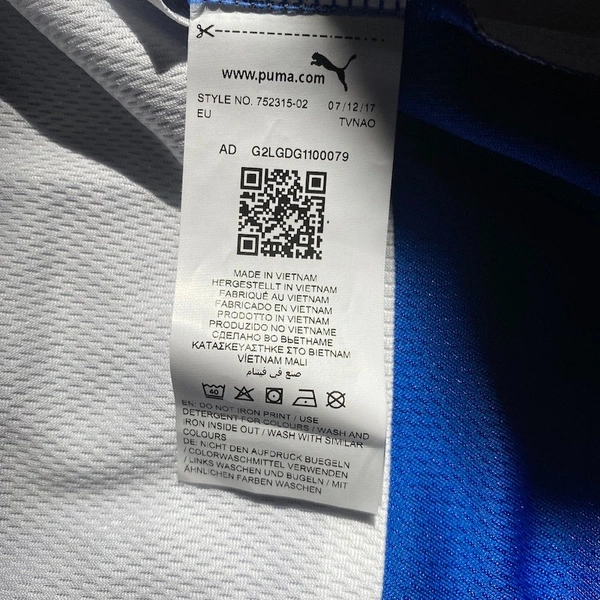 www.puma.com
STYLE NO. 752315-02 07/12/17
EU TVNAO
AD G2LGDG1100079
MADE IN VIETNAM
HERGESTELLT IN VIETNAM
FABRIQUÉ AU VIETNAM
FABRICADO EN VIETNAM
PRODOTTO IN VIETNAM
PRODUZIDO NO VIETNAME
СДЕЛАНО ВО ВЬЕТНАМЕ
ΚΑΤΑΣΚΕΥΑΣΤΗΚΕ ΣΤΟ ΒΙΕΤΝΑΜ
VİETNAM MALI
صنع في فيتنام
40
EN: DO NOT IRON PRINT / USE
DETERGENT FOR COLOURS / WASH AND
IRON INSIDE OUT / WASH WITH SIMILAR
COLOURS
DE: NICHT DEN AUFDRUCK BUEGELN
/ COLORWASCHMITTEL VERWENDEN
/ LINKS WASCHEN UND BUGELN / MIT
ÄHNLICHEN FARBEN WASCHEN